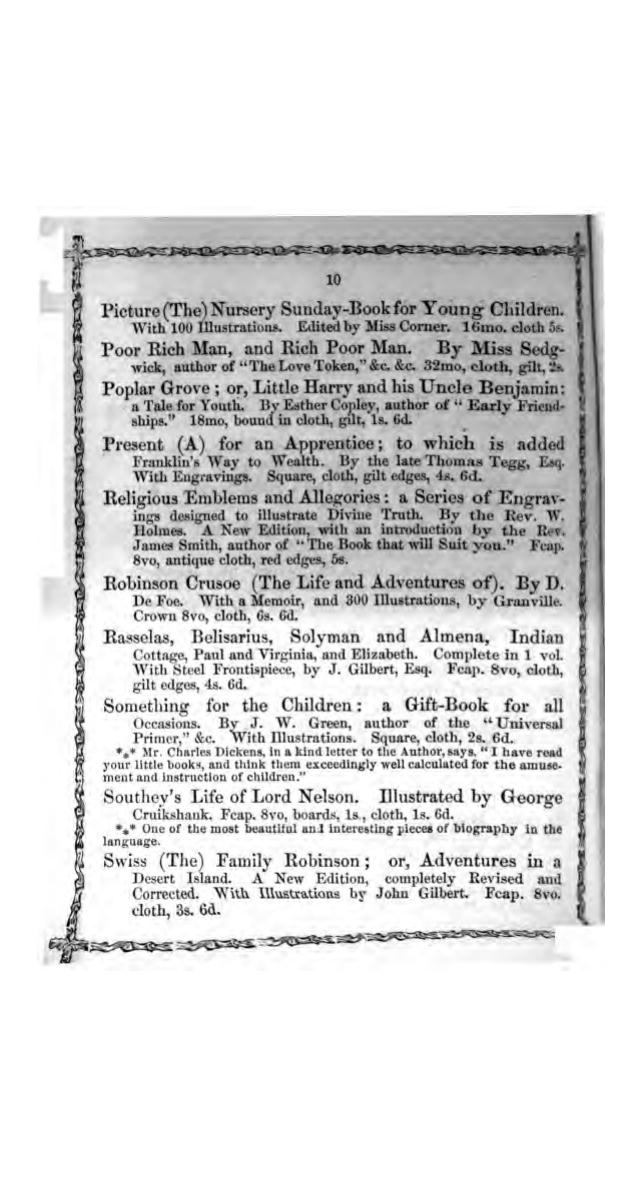 10
Picture (The) Nursery Sunday-Book for Young Children.
With 100 Illustrations. Edited by Miss Corner. 16mo. cloth 5s.
Poor Rich Man, and Rich Poor Man. By Miss Sedg-
wick, author of "The Love Token," &c. &c. 32mo, cloth, gilt, 2s.
Poplar Grove; or, Little Harry and his Uncle Benjamin:
a Tale for Youth. By Esther Copley, author of "Early Friend-
ships." 18mo, bound in cloth, gilt, 1s. 6d.
Present (A) for an Apprentice; to which is added
Franklin's Way to Wealth. By the late Thomas Tegg, Esq.
With Engravings. Square, cloth, gilt edges, 4s. 6d.
Religious Emblems and Allegories: a Series of Engrav-
ings designed to illustrate Divine Truth. By the Rev. W.
Holmes. A New Edition, with an introduction by the Rev.
James Smith, author of "The Book that will Suit you." Fcap.
8vo, antique cloth, red edges, 5s.
Robinson Crusoe (The Life and Adventures of). By D.
De Foe. With a Memoir, and 300 Illustrations, by Granville.
Crown 8vo, cloth, 6s. 6d.
Rasselas, Belisarius, Solyman and Almena, Indian
Cottage, Paul and Virginia, and Elizabeth. Complete in 1 vol.
With Steel Frontispiece, by J. Gilbert, Esq. Fcap. 8vo, cloth,
gilt edges, 4s. 6d.
Something for the Children: a Gift-Book for all
Occasions. By J. W. Green, author of the "Universal
Primer," &c. With Illustrations. Square, cloth, 2s. 6d.
*** Mr. Charles Dickens, in a kind letter to the Author, says, "I have read
your little books, and think them exceedingly well calculated for the amuse-
ment and instruction of children."
Southey's Life of Lord Nelson. Illustrated by George
Cruikshank. Fcap. 8vo, boards, 1s., cloth, 1s. 6d.
*** One of the most beautiful and interesting pieces of biography in the
language.
Swiss (The) Family Robinson; or, Adventures in a
Desert Island. A New Edition, completely Revised and
Corrected. With Illustrations by John Gilbert. Fcap. 8vo.
cloth, 3s. 6d.